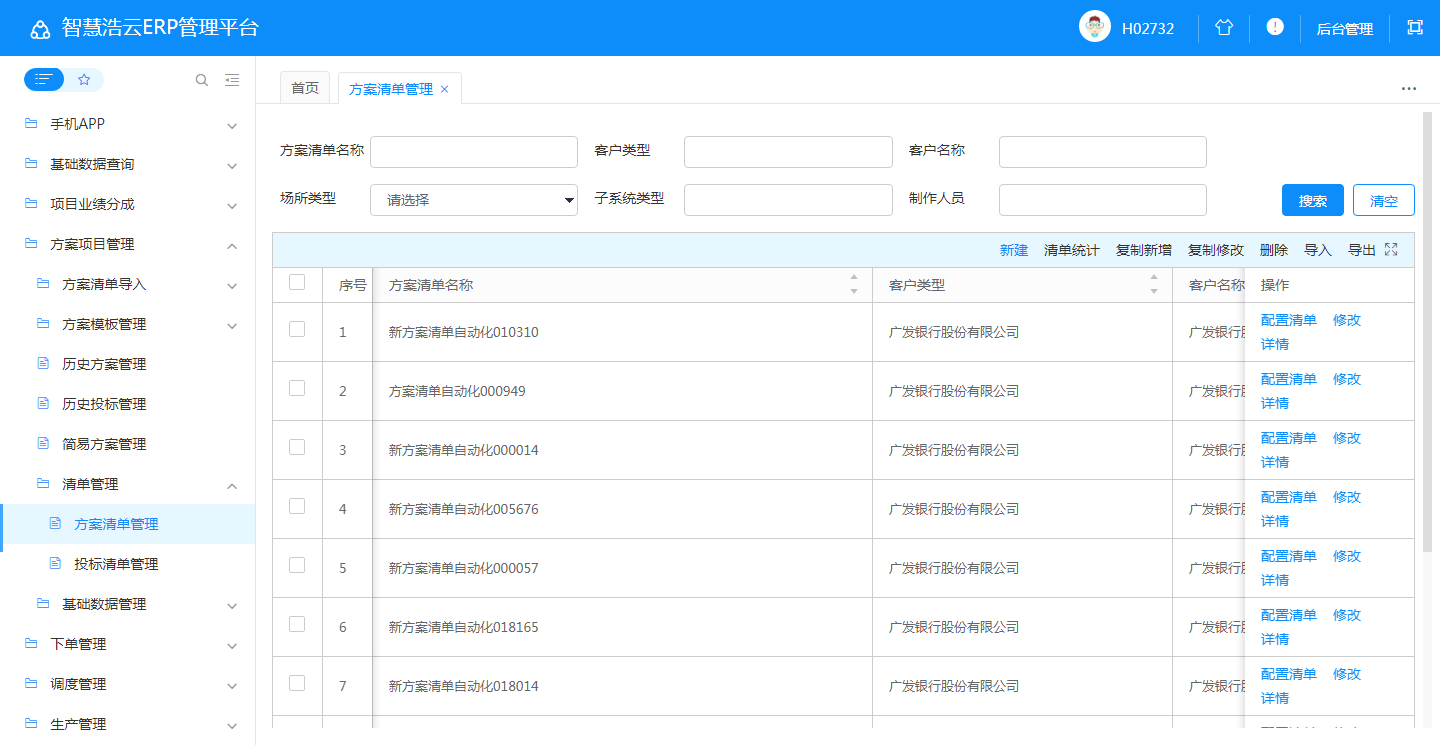 智慧浩云ERP管理平台
H02732
后台管理
首页
方案清单管理
手机APP
基础数据查询
项目业绩分成
方案项目管理
方案清单导入
方案模板管理
历史方案管理
历史投标管理
简易方案管理
清单管理
方案清单管理
投标清单管理
基础数据管理
下单管理
调度管理
生产管理
方案清单名称 客户类型 客户名称
场所类型 请选择 子系统类型 制作人员 搜索 清空
新建 清单统计 复制新增 复制修改 删除 导入 导出
序号 方案清单名称 客户类型 客户名称 操作
1 新方案清单自动化010310 广发银行股份有限公司 广发银行 配置清单 修改
详情
2 方案清单自动化000949 广发银行股份有限公司 广发银行 配置清单 修改
详情
3 新方案清单自动化000014 广发银行股份有限公司 广发银行 配置清单 修改
详情
4 新方案清单自动化005676 广发银行股份有限公司 广发银行 配置清单 修改
详情
5 新方案清单自动化000057 广发银行股份有限公司 广发银行 配置清单 修改
详情
6 新方案清单自动化018165 广发银行股份有限公司 广发银行 配置清单 修改
详情
7 新方案清单自动化018014 广发银行股份有限公司 广发银行 配置清单 修改
详情